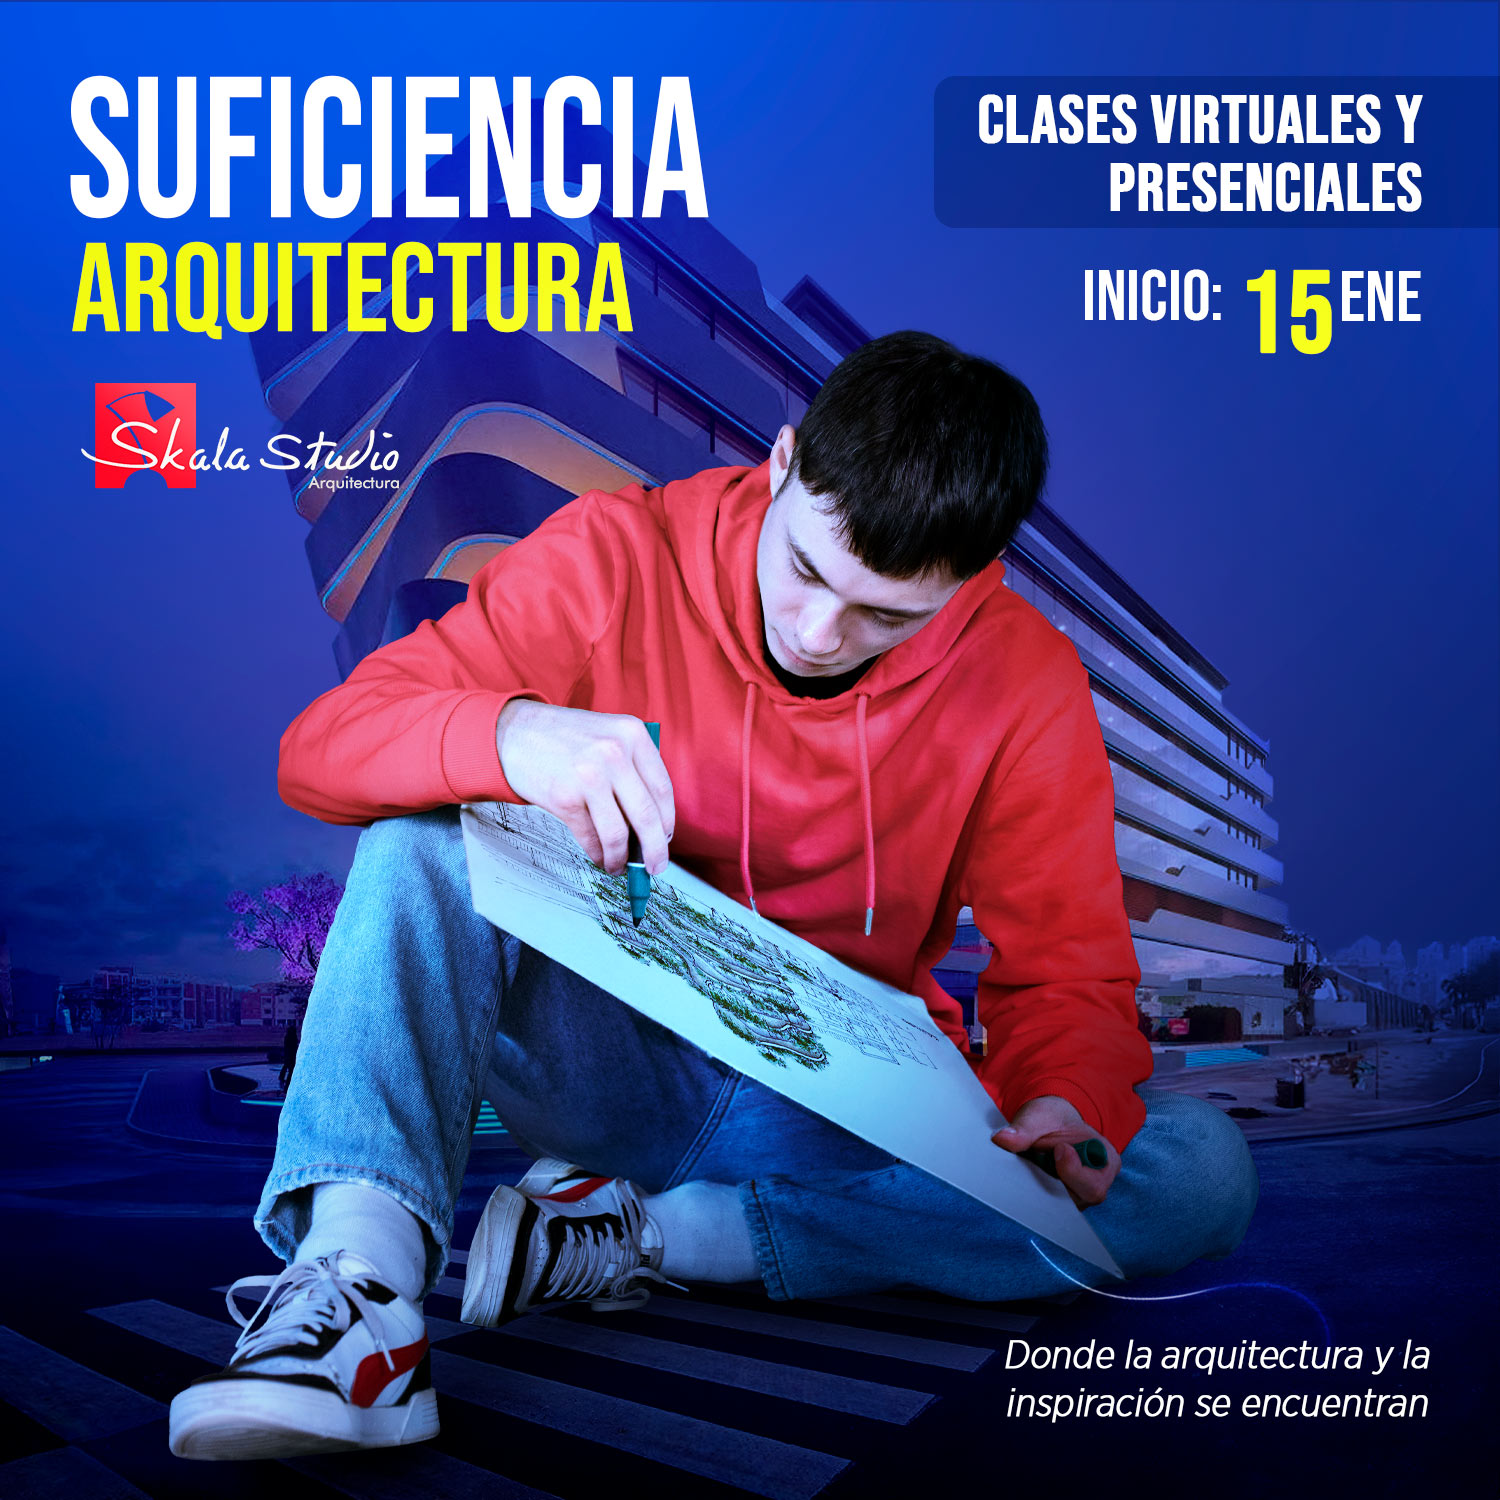 SUFICIENCIA
ARQUITECTURA
Skala Studio
Arquitectura
CLASES VIRTUALES Y
PRESENCIALES
INICIO: 15 ENE
Donde la arquitectura y la
inspiración se encuentran